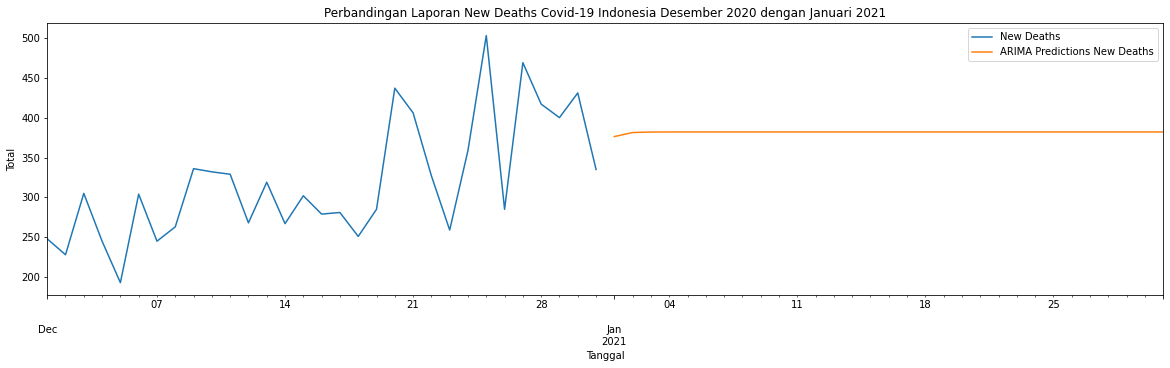 Perbandingan Laporan New Deaths Covid-19 Indonesia Desember 2020 dengan Januari 2021
New Deaths
ARIMA Predictions New Deaths
500
450
400
350
300
250
200
Total
07 14 21 28 04 11 18 25
Dec Jan
2021
Tanggal